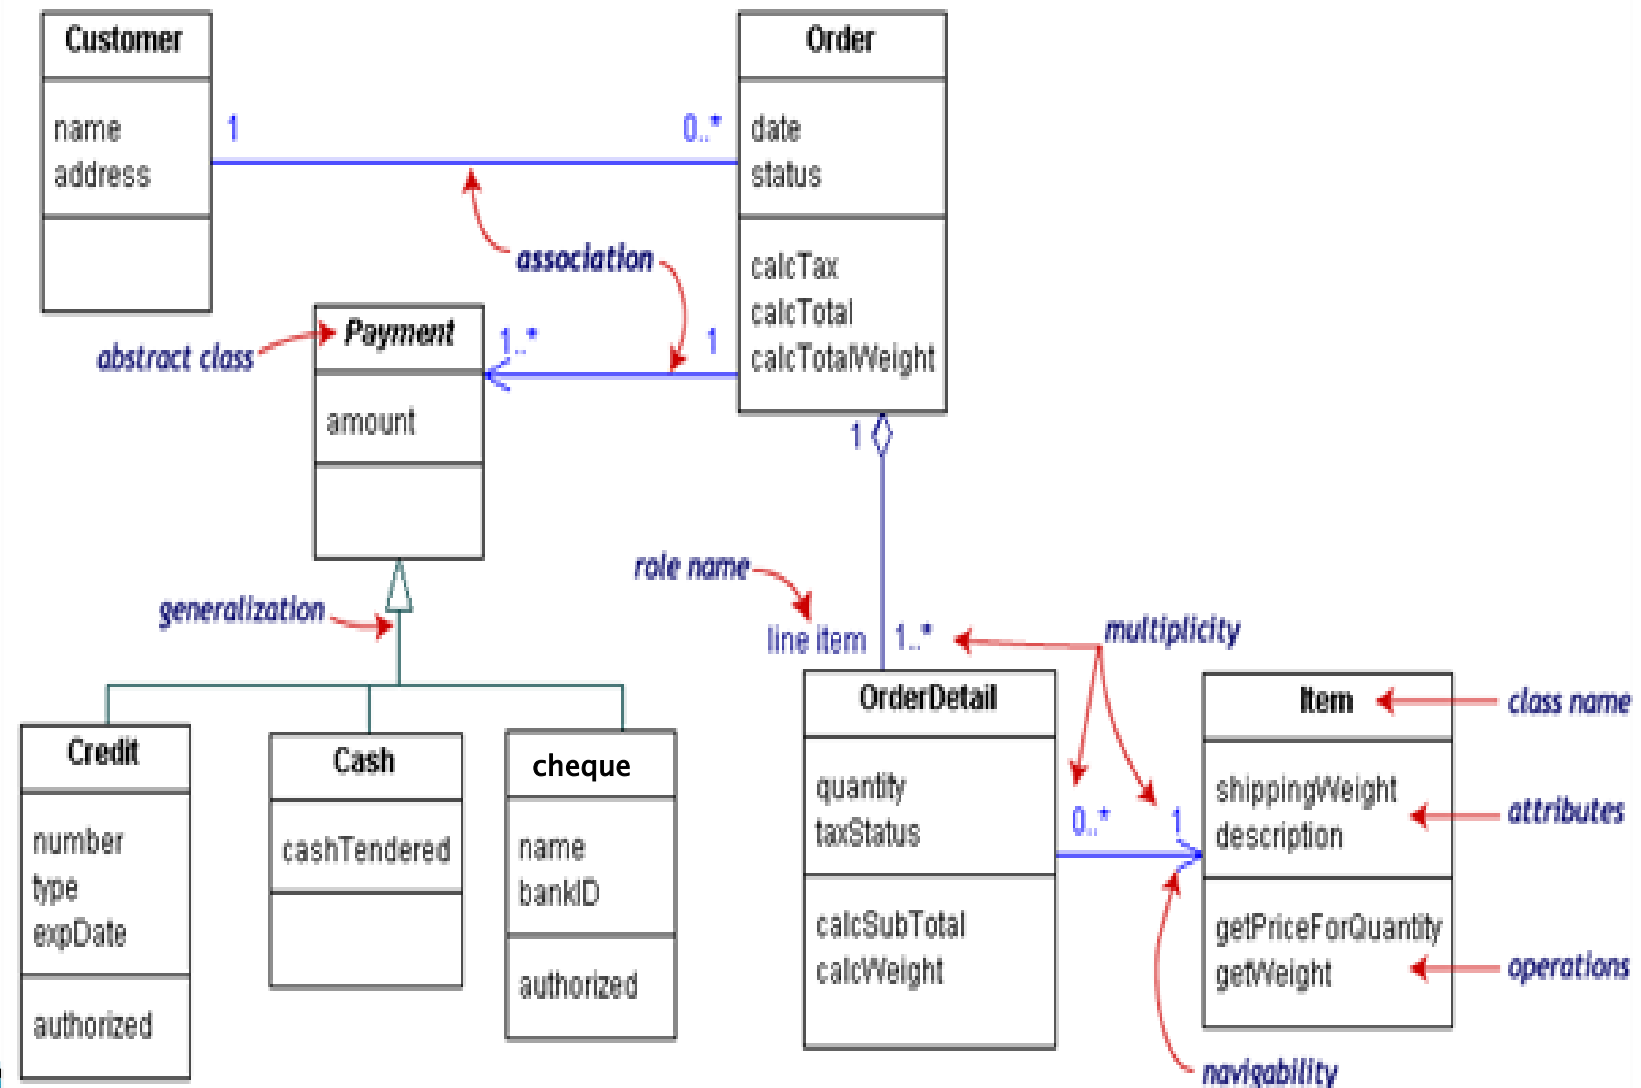 Customer
name
address
1
0..*
Order
date
status
calcTax
calcTotal
calcTotalWeight
association
abstract class
Payment
amount
1..*
1
1
role name
line item
1..*
multiplicity
generalization
Credit
number
type
expDate
authorized
Cash
cashTendered
cheque
name
bankID
authorized
OrderDetail
quantity
taxStatus
calcSubTotal
calcWeight
0..*
1
Item
shippingWeight
description
getPriceForQuantity
getWeight
class name
attributes
operations
navigability